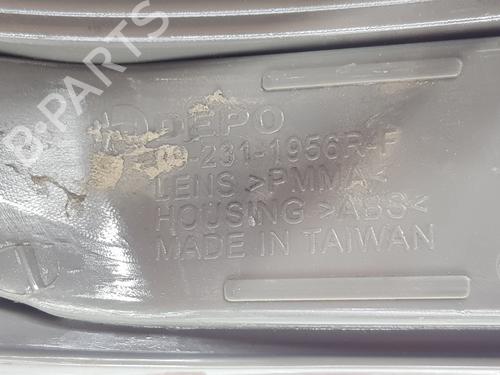 B-PARTS
DEPO
-231-1956R-F
LENS >PMMA<
HOUSING >ABS<
MADE IN TAIWAN